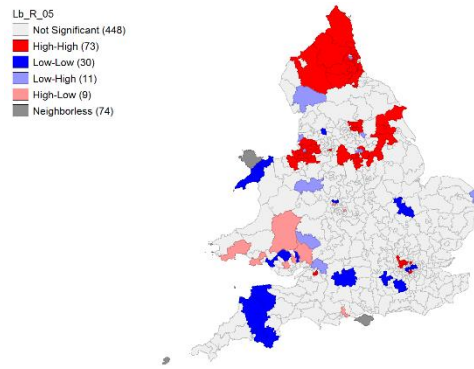 Lb_R_05
Not Significant (448)
High-High (73)
Low-Low (30)
Low-High (11)
High-Low (9)
Neighborless (74)